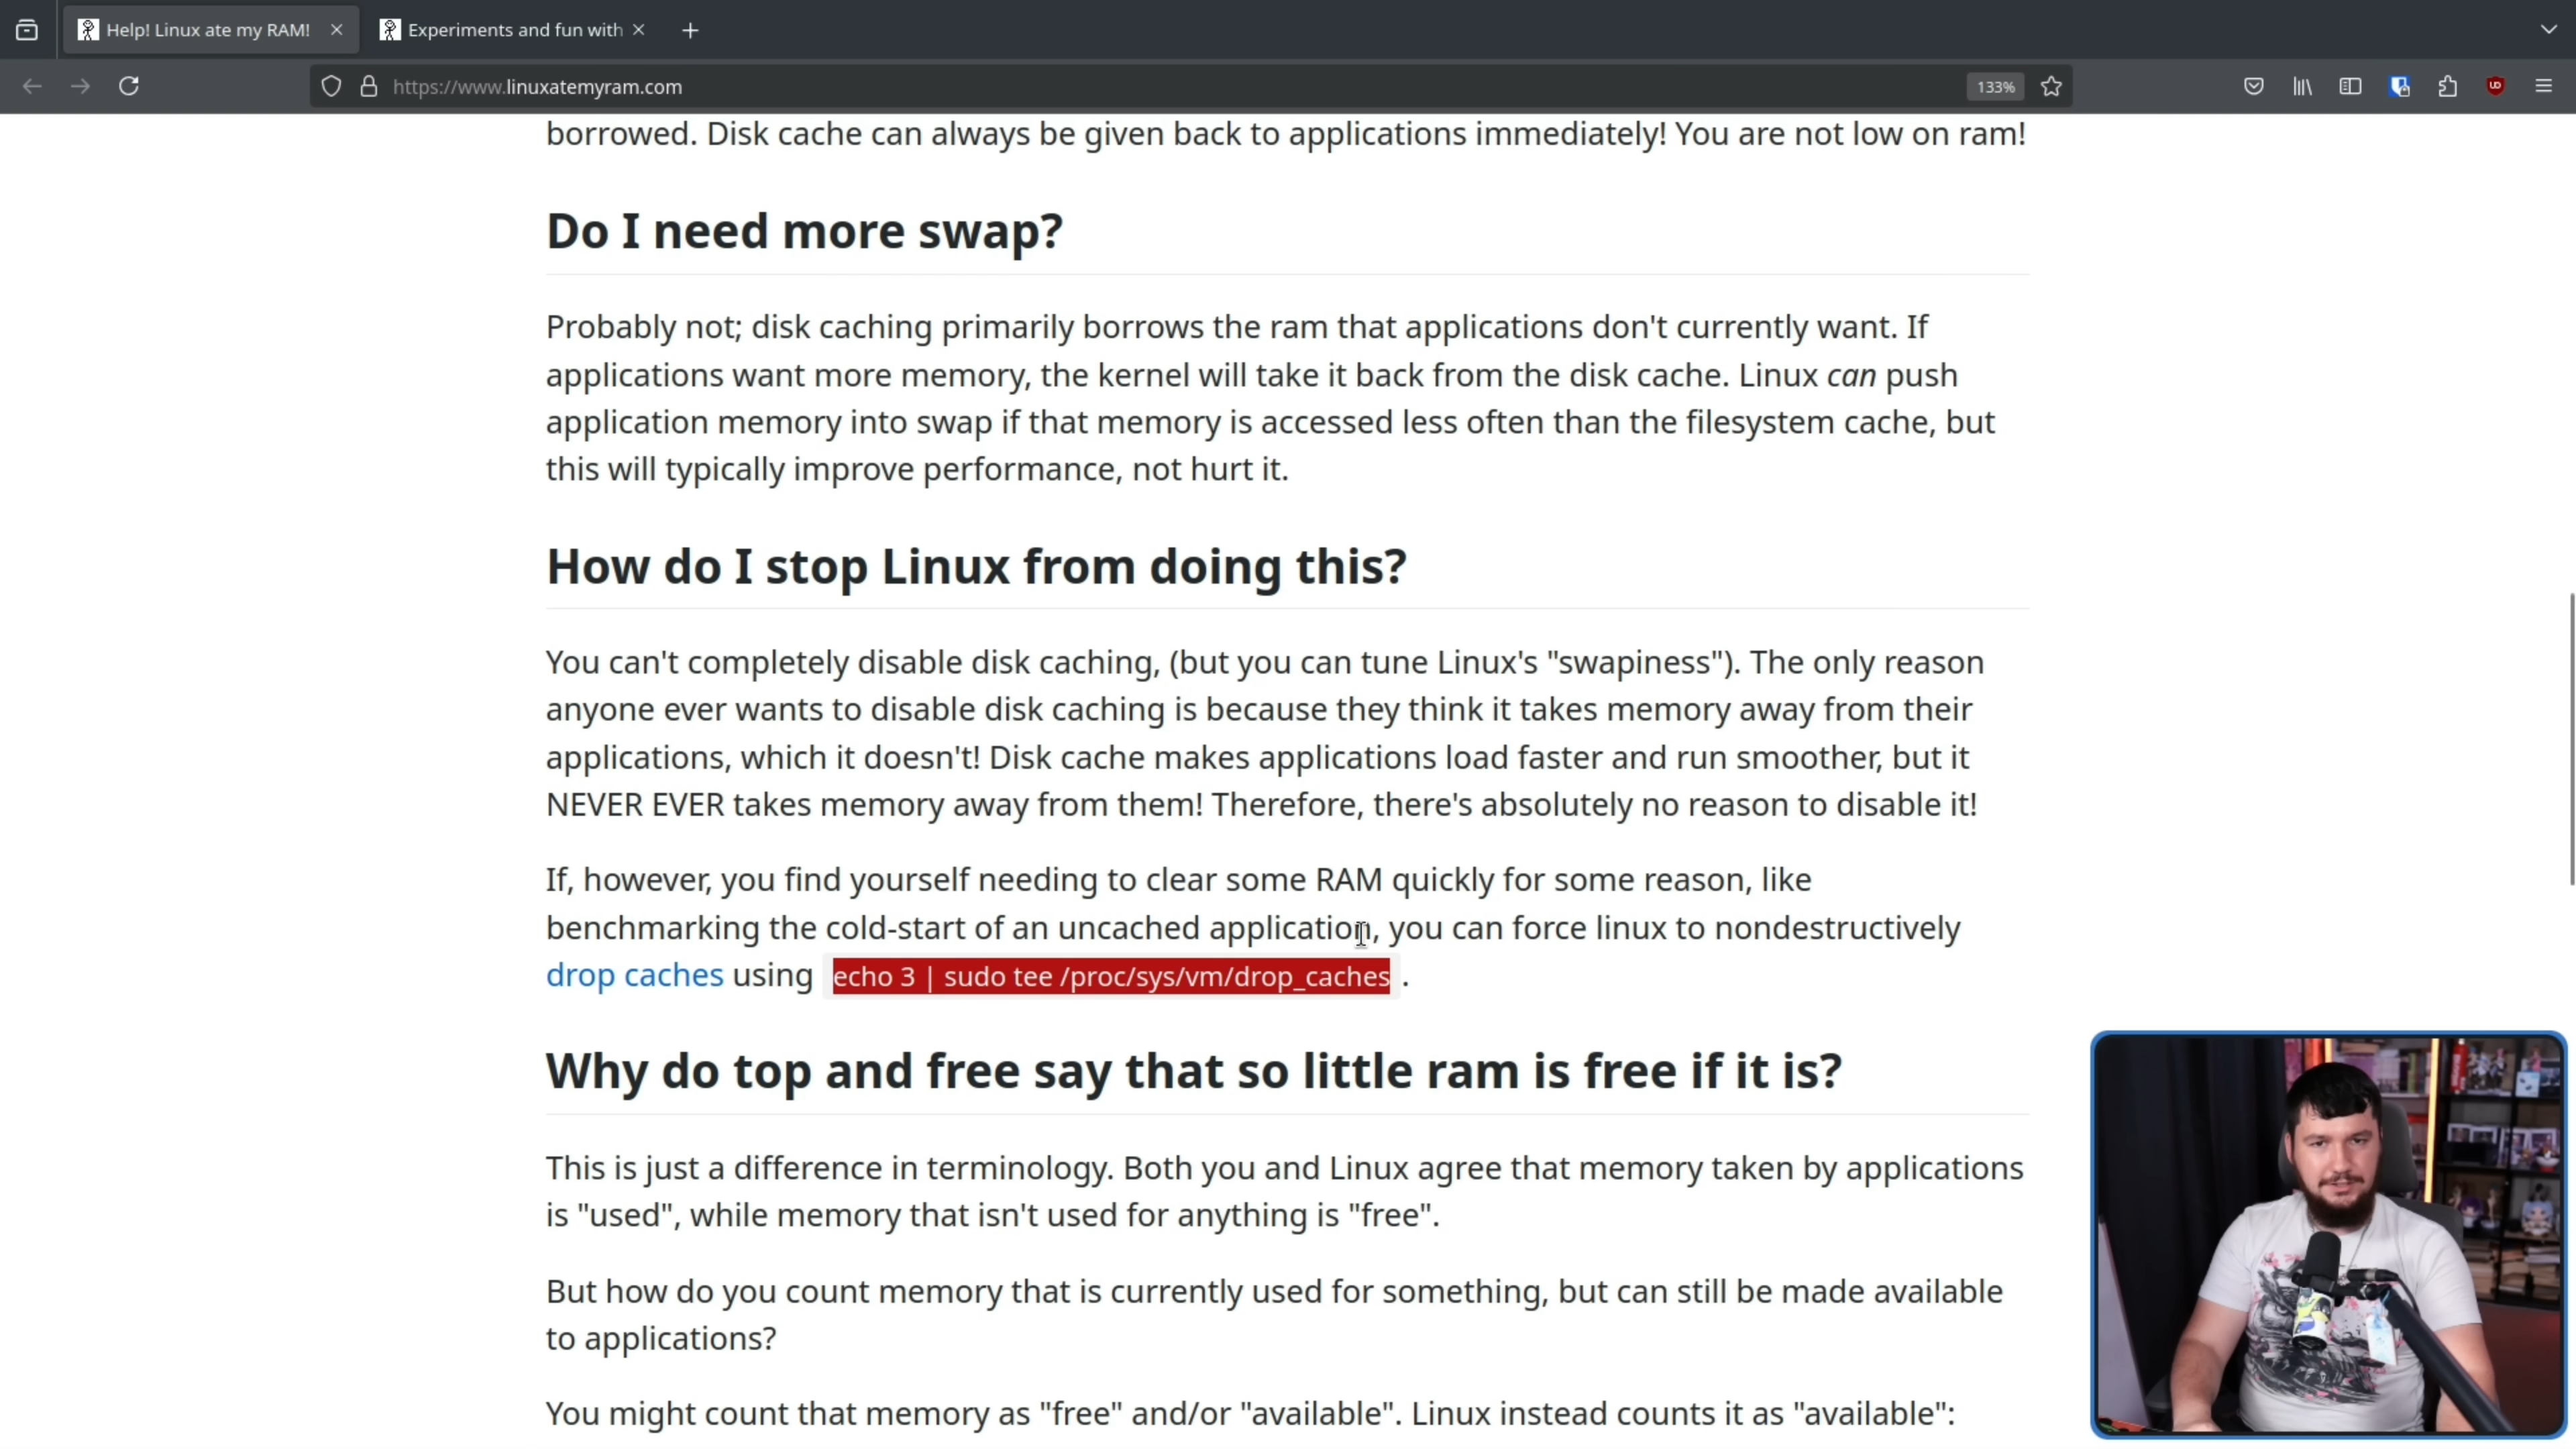 Help! Linux ate my RAM!
Experiments and fun with
https://www.linuxatemyram.com
133%
borrowed. Disk cache can always be given back to applications immediately! You are not low on ram!
Do I need more swap?
Probably not; disk caching primarily borrows the ram that applications don't currently want. If
applications want more memory, the kernel will take it back from the disk cache. Linux can push
application memory into swap if that memory is accessed less often than the filesystem cache, but
this will typically improve performance, not hurt it.
How do I stop Linux from doing this?
You can't completely disable disk caching, (but you can tune Linux's "swapiness"). The only reason
anyone ever wants to disable disk caching is because they think it takes memory away from their
applications, which it doesn't! Disk cache makes applications load faster and run smoother, but it
NEVER EVER takes memory away from them! Therefore, there's absolutely no reason to disable it!
If, however, you find yourself needing to clear some RAM quickly for some reason, like
benchmarking the cold-start of an uncached application, you can force linux to nondestructively
drop caches using echo 3 | sudo tee /proc/sys/vm/drop_caches .
Why do top and free say that so little ram is free if it is?
This is just a difference in terminology. Both you and Linux agree that memory taken by applications
is "used", while memory that isn't used for anything is "free".
But how do you count memory that is currently used for something, but can still be made available
to applications?
You might count that memory as "free" and/or "available". Linux instead counts it as "available":